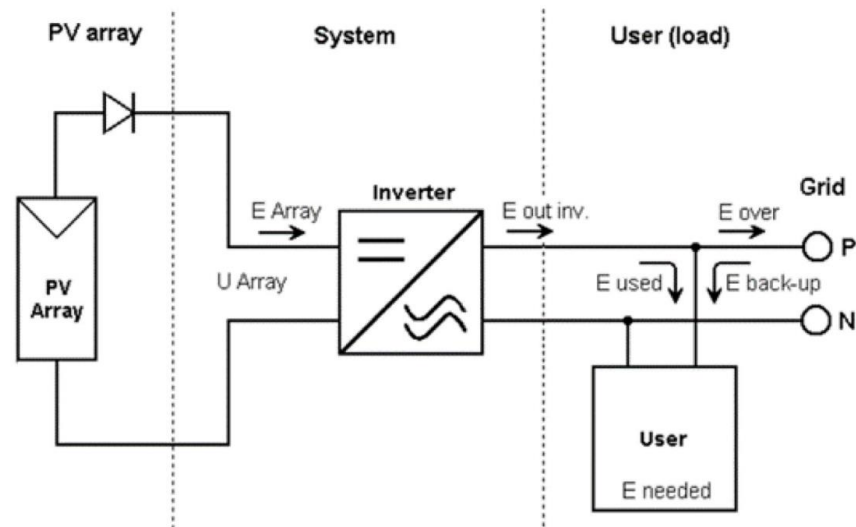 PV array
System
User (load)
Inverter
Grid
E Array
E out inv.
E over
P
U Array
E used
E back-up
PV
Array
N
User
E needed